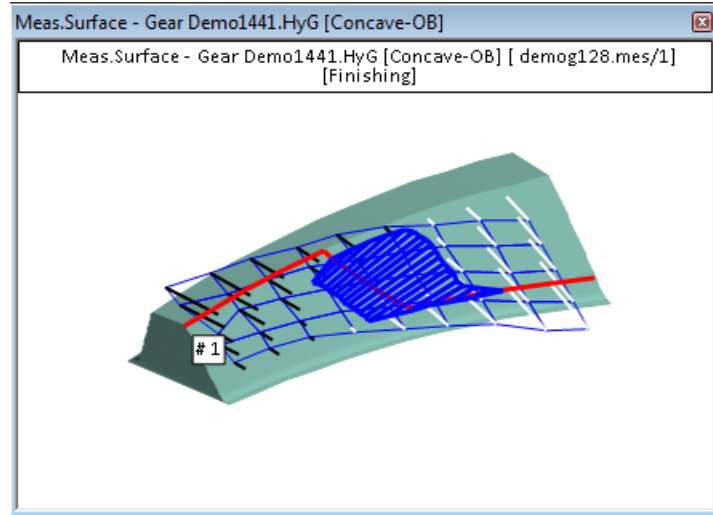 Meas.Surface - Gear Demo1441.HyG [Concave-OB]
Meas.Surface - Gear Demo1441.HyG [Concave-OB] [ demog128.mes/1]
[Finishing]
# 1